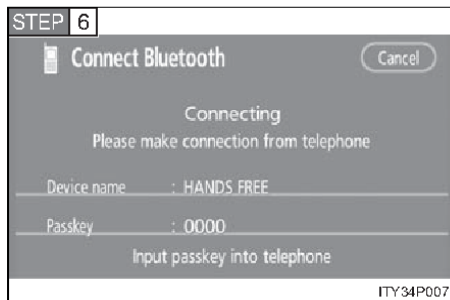 STEP 6
Connect Bluetooth Cancel
Connecting
Please make connection from telephone
Device name : HANDS FREE
Passkey : 0000
Input passkey into telephone
ITY34P007